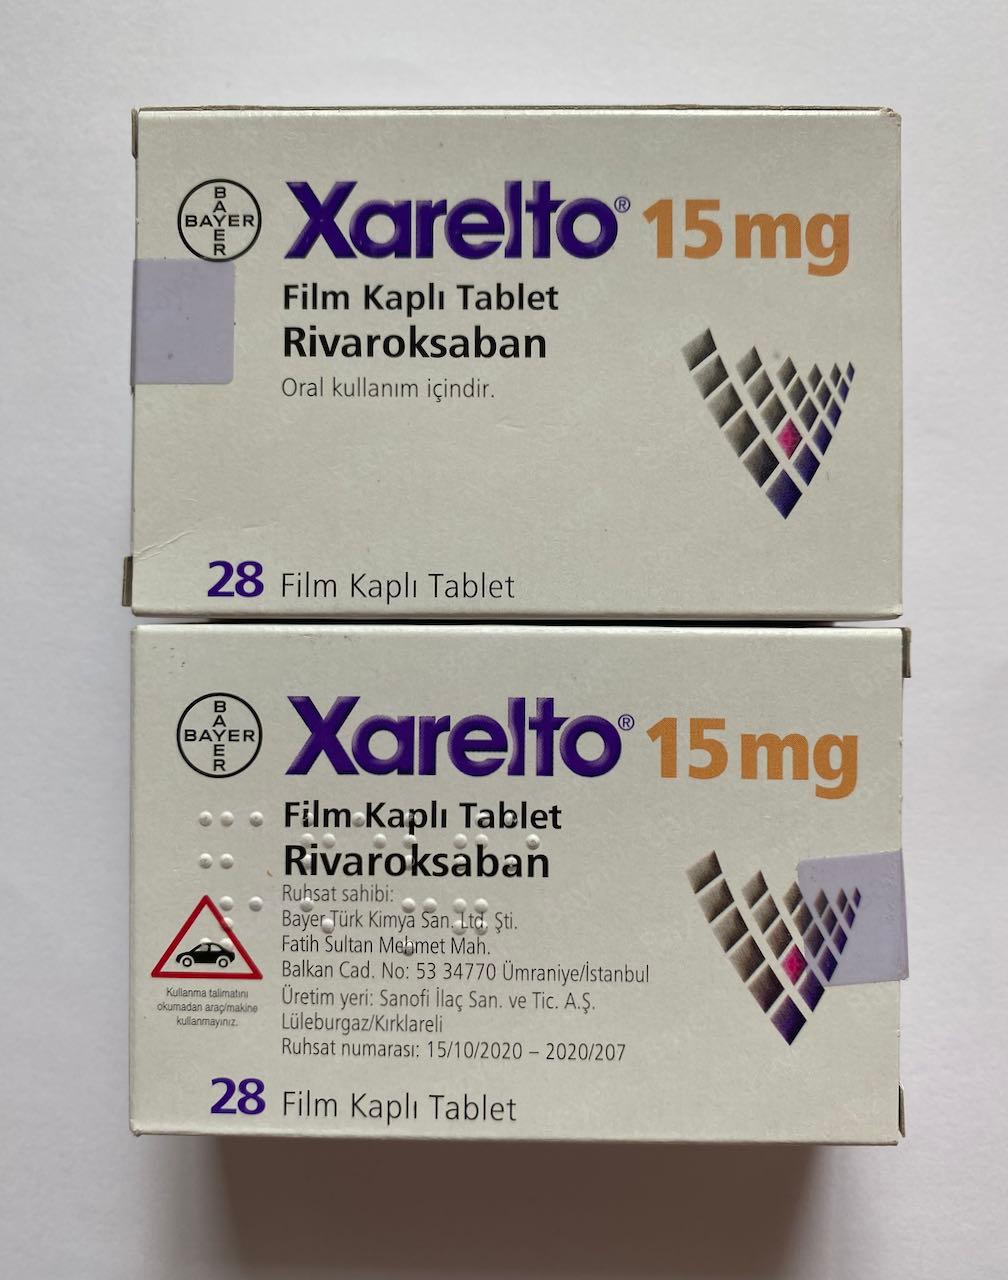 BAYER
BAYER
Xarelto® 15 mg
Film Kaplı Tablet
Rivaroksaban
Oral kullanım içindir.
28 Film Kaplı Tablet
BAYER
BAYER
Xarelto® 15 mg
Film Kaplı Tablet
Rivaroksaban
Ruhsat sahibi:
Bayer Türk Kimya San. Ltd. Şti.
Fatih Sultan Mehmet Mah.
Balkan Cad. No: 53 34770 Ümraniye/İstanbul
Üretim yeri: Sanofi İlaç San. ve Tic. A.Ş.
Lüleburgaz/Kırklareli
Ruhsat numarası: 15/10/2020 – 2020/207
Kullanma talimatını
okumadan araç/makine
kullanmayınız.
28 Film Kaplı Tablet